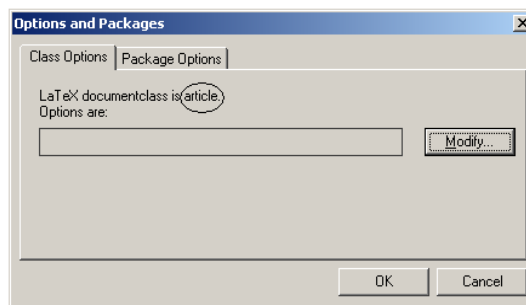 Options and Packages
Class Options
Package Options
LaTeX documentclass is article.
Options are:
Modify...
OK
Cancel